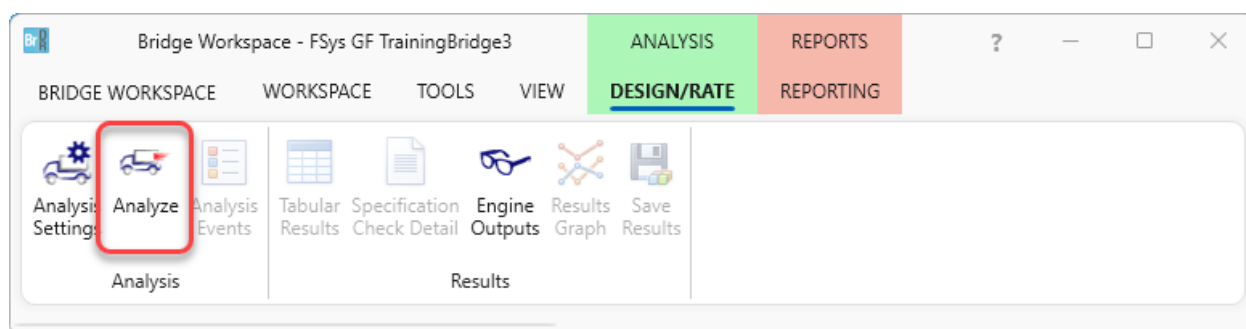 Br DR
Bridge Workspace - FSys GF TrainingBridge3
ANALYSIS
REPORTS
?
BRIDGE WORKSPACE
WORKSPACE
TOOLS
VIEW
DESIGN/RATE
REPORTING
Analysis
Settings
Analyze
Analysis
Events
Tabular
Results
Specification
Check Detail
Engine
Outputs
Results
Graph
Save
Results
Analysis
Results